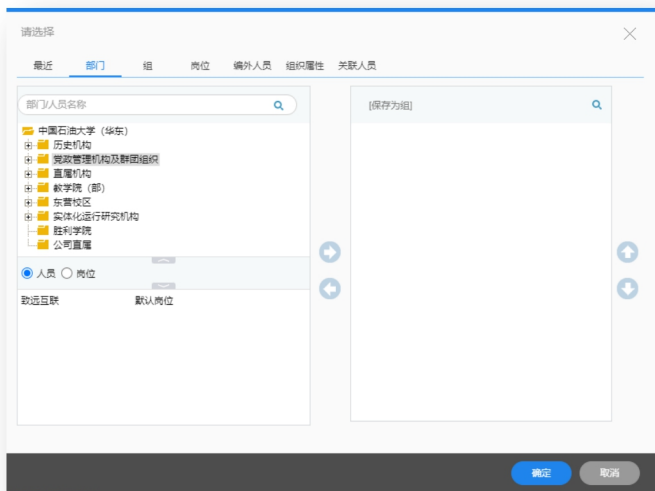 请选择
最近 部门 组 岗位 编外人员 组织属性 关联人员
部门/人员名称
[保存为组]
中国石油大学（华东）
历史机构
党政管理机构及群团组织
直属机构
教学院（部）
东营校区
实体化运行研究机构
胜利学院
公司直属
人员 岗位
致远互联 默认岗位
确定 取消